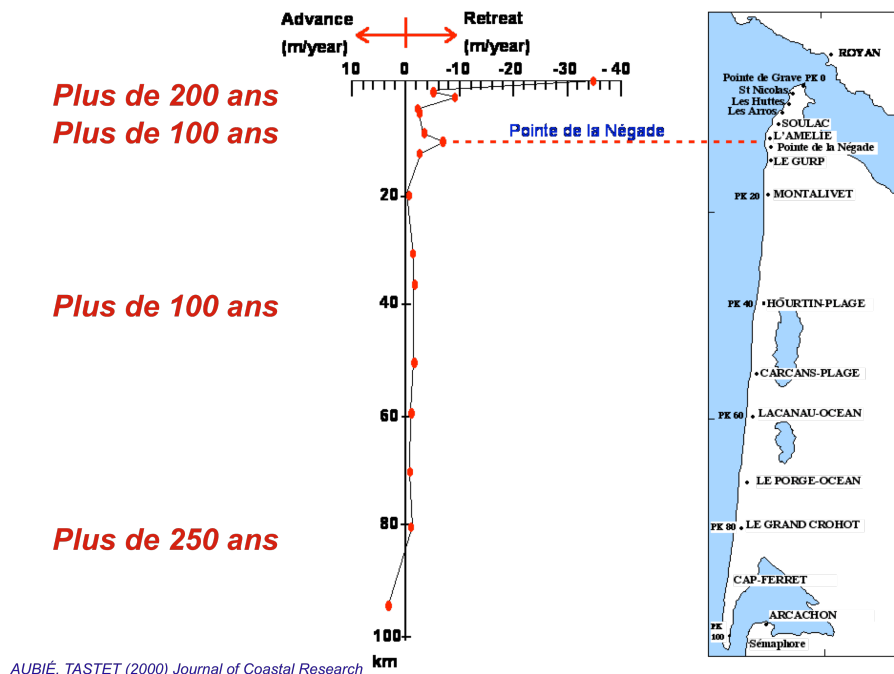 Advance
(m/year)
Retreat
(m/year)
10 0 -10 -20 -30 - 40
Plus de 200 ans
Plus de 100 ans
Pointe de la Négade
20
40
Plus de 100 ans
60
80
Plus de 250 ans
100
km
AUBIÉ, TASTET (2000) Journal of Coastal Research
ROYAN
Pointe de Grave PK 0
St Nicolas
Les Huttes
Les Arros
SOULAC
L'AMELIE
Pointe de la Négade
LE GURP
PK 20
MONTALIVET
PK 40
HOURTIN-PLAGE
CARCANS-PLAGE
PK 60
LACANAU-OCEAN
LE PORGE-OCEAN
PK 80
LE GRAND CROHOT
CAP-FERRET
ARCACHON
PK
100
Sémaphore